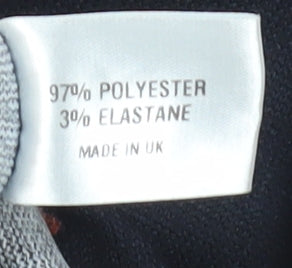 97% POLYESTER
3% ELASTANE
MADE IN UK